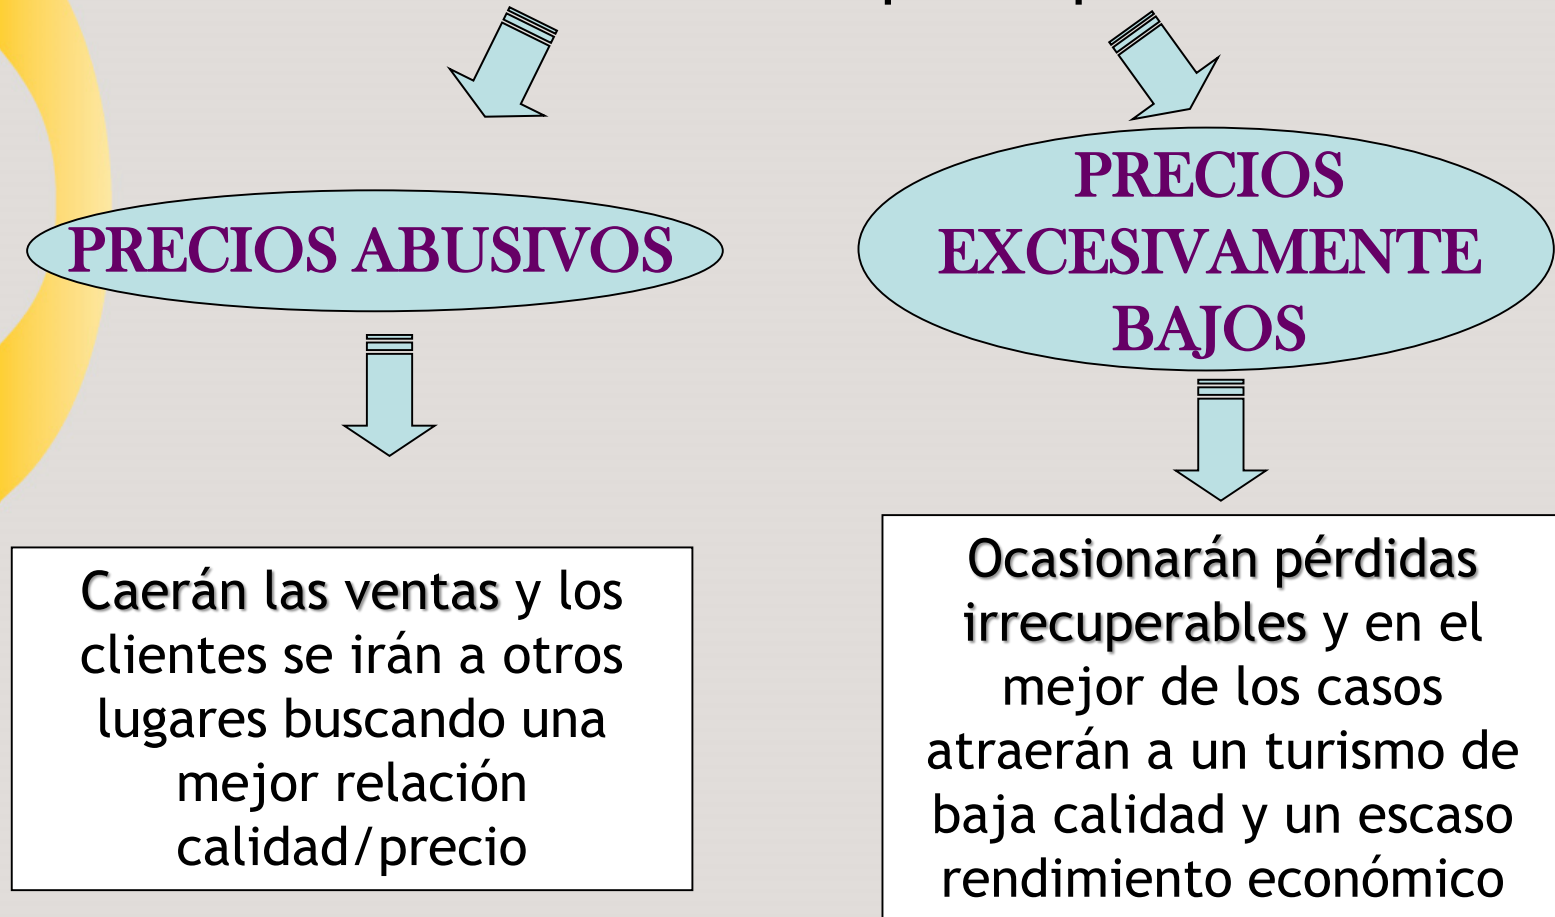 PRECIOS ABUSIVOS
Caerán las ventas y los
clientes se irán a otros
lugares buscando una
mejor relación
calidad/precio
PRECIOS
EXCESIVAMENTE
BAJOS
Ocasionarán pérdidas
irrecuperables y en el
mejor de los casos
atraerán a un turismo de
baja calidad y un escaso
rendimiento económico